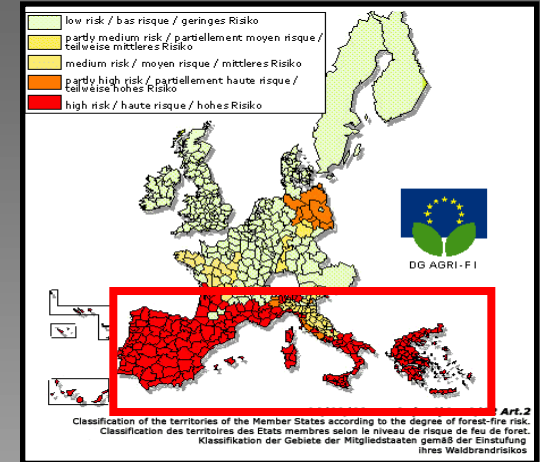 low risk / bas risque / geringes Risiko
partly medium risk / partiellement moyen risque /
teilweise mittleres Risiko
medium risk / moyen risque / mittleres Risiko
partly high risk / partiellement haute risque /
teilweise hohes Risiko
high risk / haute risque / hohes Risiko
DG AGRI-FI
Art.2
Classification of the territories of the Member States according to the degree of forest-fire risk.
Classification des territoires des Etats membres selon le niveau de risque de feu de foret.
Klassifikation der Gebiete der Mitgliedstaaten gemäß der Einstufung
ihres Waldbrandrisikos